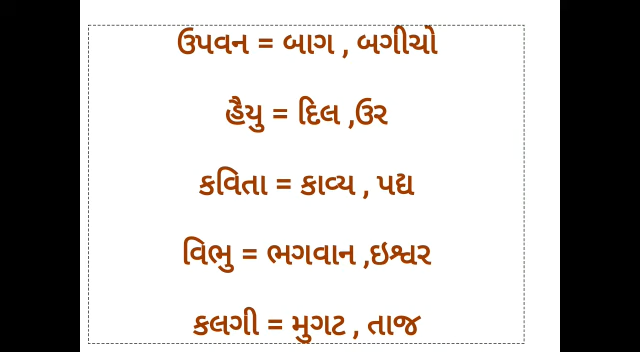 ઉપવન = બાગ , બગીચો
હૈયુ = દિલ ,ઉર
કવિતા = કાવ્ય , પદ્ય
વિભુ = ભગવાન ,ઇશ્વર
કલગી = મુગટ , તાજ